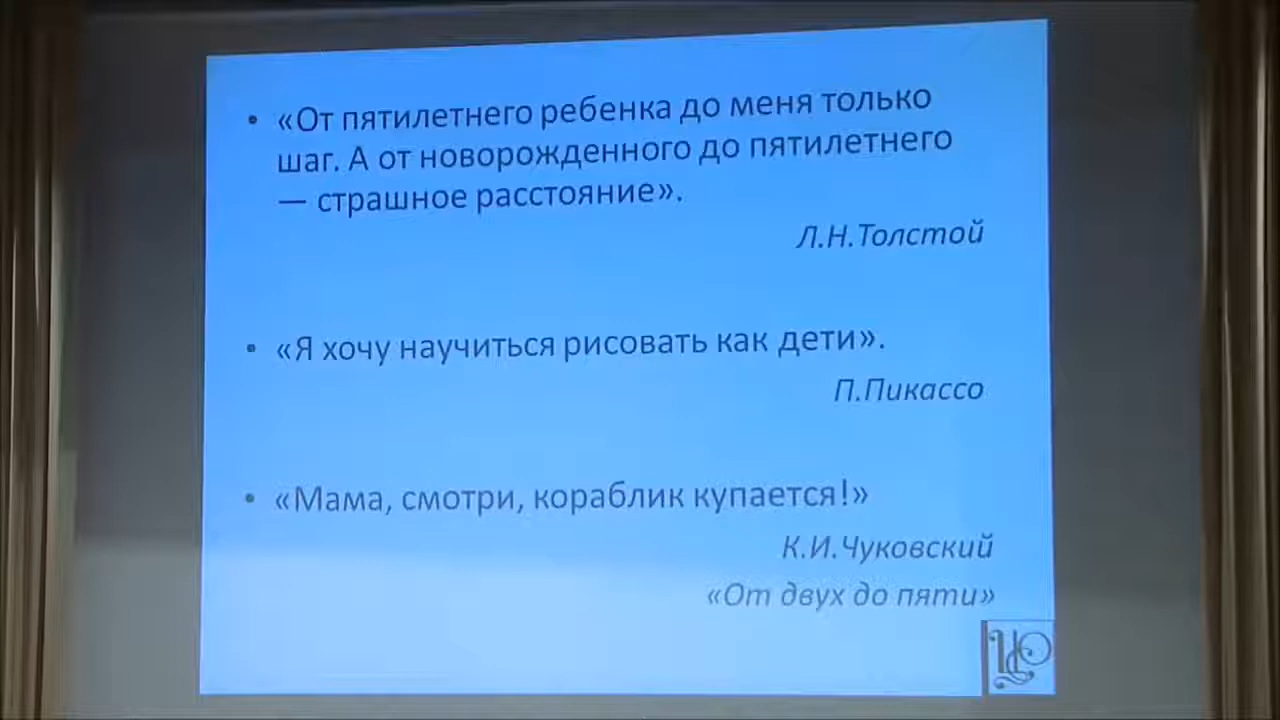 • «От пятилетнего ребенка до меня только
шаг. А от новорожденного до пятилетнего
— страшное расстояние».
Л.Н.Толстой
• «Я хочу научиться рисовать как дети».
П.Пикассо
• «Мама, смотри, кораблик купается!»
К.И.Чуковский
«От двух до пяти»